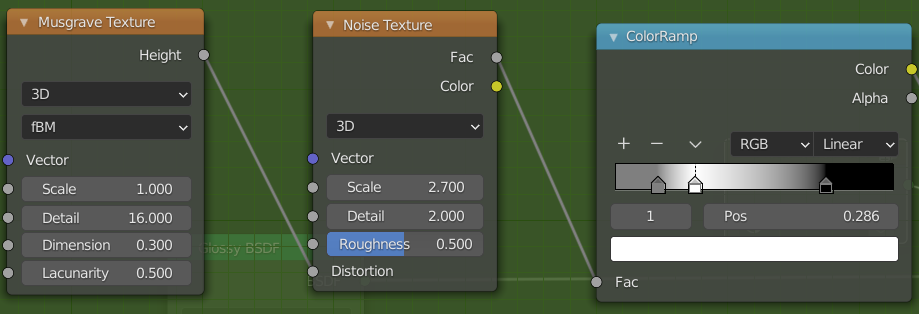 Musgrave Texture
Height
3D
fBM
Vector
Scale 1.000
Detail 16.000
Dimension 0.300
Lacunarity 0.500
Noise Texture
Fac
Color
3D
Vector
Scale 2.700
Detail 2.000
Roughness 0.500
Distortion
Glossy BSDF
BSDF
ColorRamp
Color
Alpha
RGB Linear
1 Pos 0.286
Fac